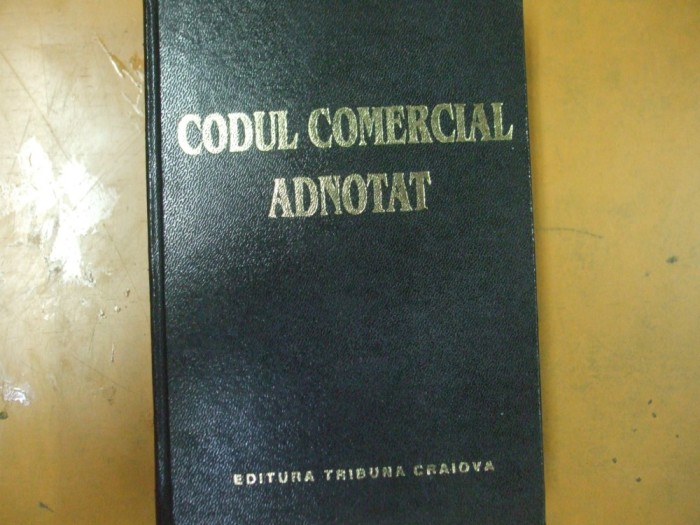 CODUL COMERCIAL
ADNOTAT
EDITURA TRIBUNA CRAIOVA